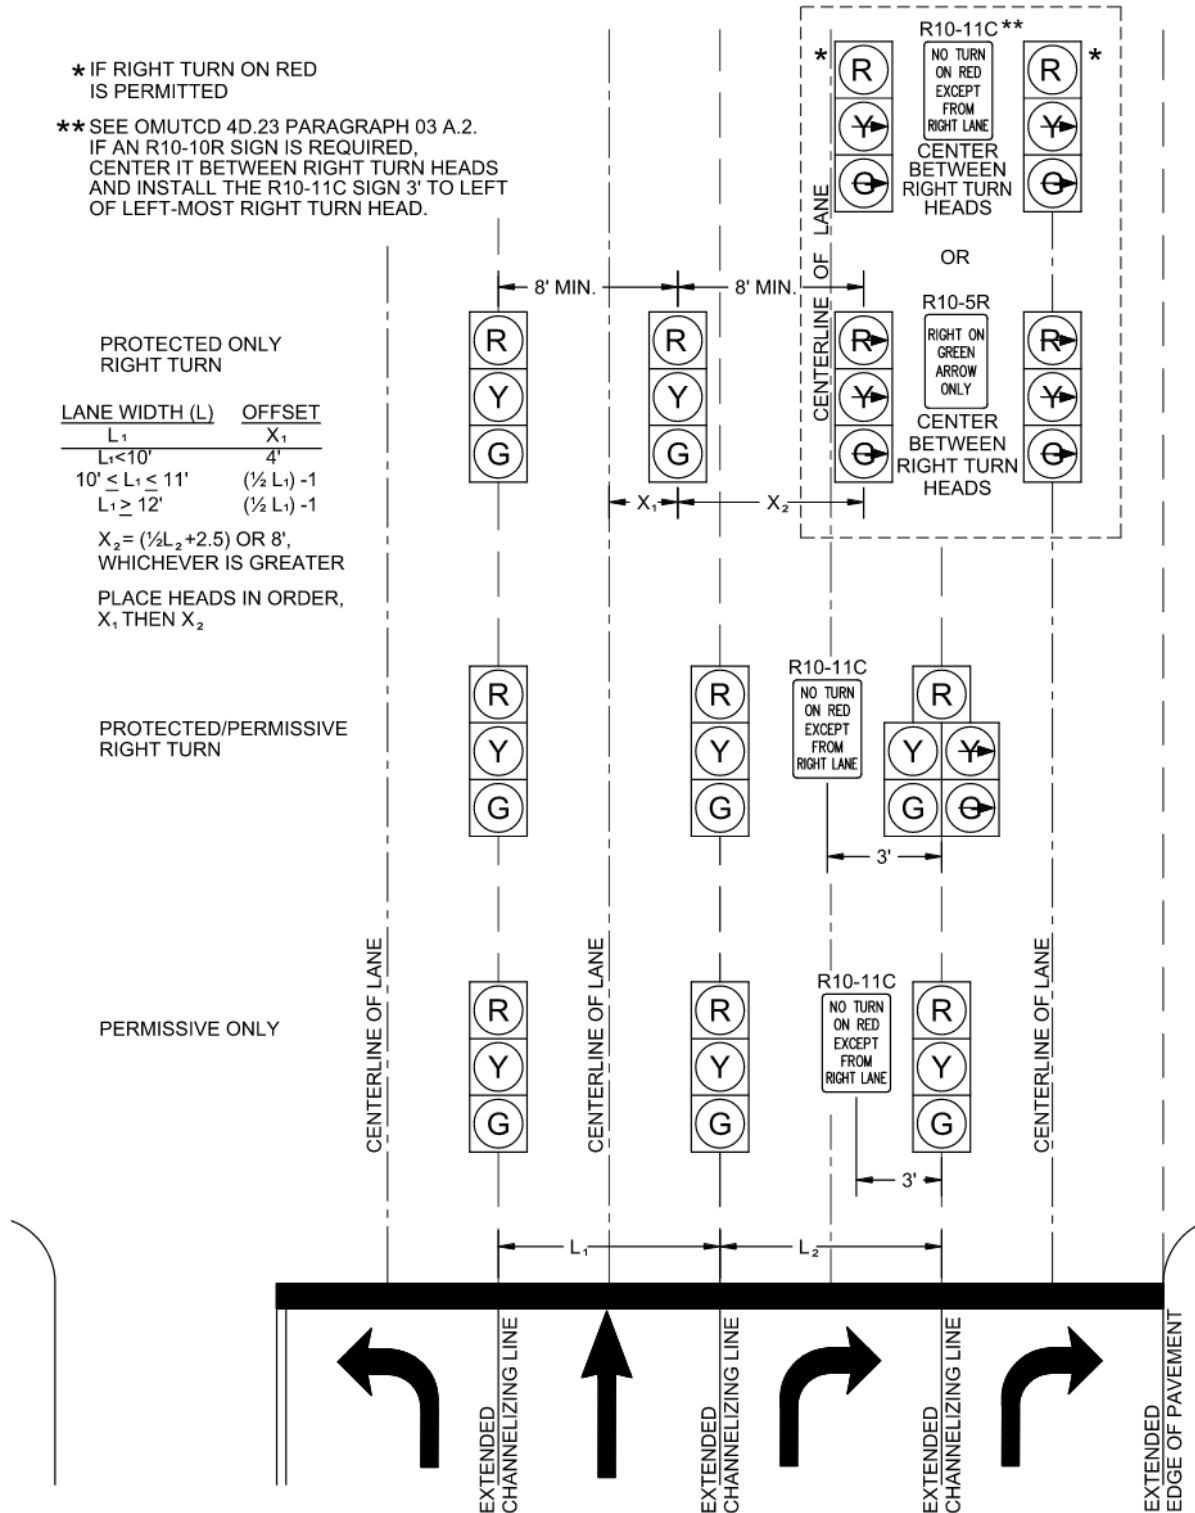 * IF RIGHT TURN ON RED
IS PERMITTED
** SEE OMUTCD 4D.23 PARAGRAPH 03 A.2.
IF AN R10-10R SIGN IS REQUIRED,
CENTER IT BETWEEN RIGHT TURN HEADS
AND INSTALL THE R10-11C SIGN 3' TO LEFT
OF LEFT-MOST RIGHT TURN HEAD.
R10-11C**
*
R
Y
G
NO TURN
ON RED
EXCEPT
FROM
RIGHT LANE
CENTER
BETWEEN
RIGHT TURN
HEADS
*
R
Y
G
OR
CENTERLINE OF LANE
8' MIN.
8' MIN.
PROTECTED ONLY
RIGHT TURN
R
Y
G
R
Y
G
R
Y
G
R10-5R
RIGHT ON
GREEN
ARROW
ONLY
CENTER
BETWEEN
RIGHT TURN
HEADS
R
Y
G
X₁
X₂
LANE WIDTH (L) OFFSET
L₁ X₁
L₁<10' 4'
10' ≤ L₁ ≤ 11' (½ L₁) -1
L₁ ≥ 12' (½ L₁) -1
X₂= (½L₂+2.5) OR 8',
WHICHEVER IS GREATER
PLACE HEADS IN ORDER,
X₁ THEN X₂
PROTECTED/PERMISSIVE
RIGHT TURN
R
Y
G
R
Y
G
R10-11C
NO TURN
ON RED
EXCEPT
FROM
RIGHT LANE
R
Y Y
G G
3'
PERMISSIVE ONLY
CENTERLINE OF LANE
R
Y
G
CENTERLINE OF LANE
R
Y
G
R10-11C
NO TURN
ON RED
EXCEPT
FROM
RIGHT LANE
R
Y
G
CENTERLINE OF LANE
3'
L₁
L₂
EXTENDED
CHANNELIZING LINE
EXTENDED
CHANNELIZING LINE
EXTENDED
CHANNELIZING LINE
EXTENDED
EDGE OF PAVEMENT